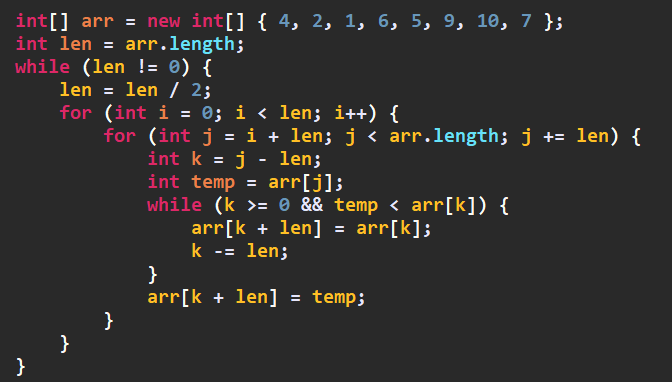 int[] arr = new int[] { 4, 2, 1, 6, 5, 9, 10, 7 };
int len = arr.length;
while (len != 0) {
    len = len / 2;
    for (int i = 0; i < len; i++) {
        for (int j = i + len; j < arr.length; j += len) {
            int k = j - len;
            int temp = arr[j];
            while (k >= 0 && temp < arr[k]) {
                arr[k + len] = arr[k];
                k -= len;
            }
            arr[k + len] = temp;
        }
    }
}